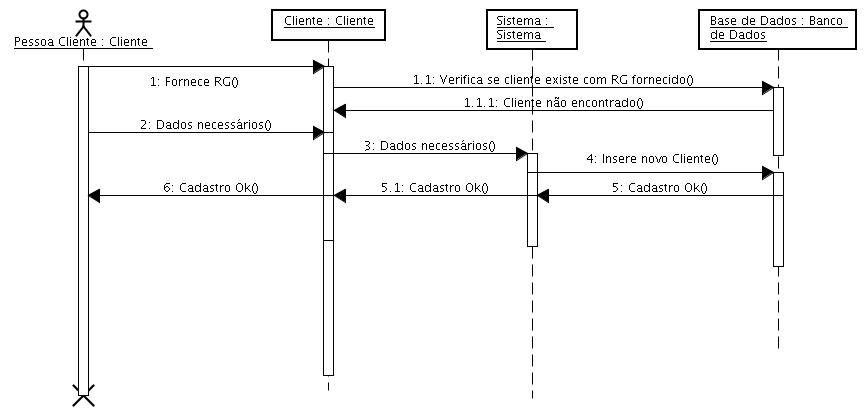 Pessoa Cliente : Cliente
Cliente : Cliente
Sistema :
Sistema
Base de Dados : Banco
de Dados
1: Fornece RG()
1.1: Verifica se cliente existe com RG fornecido()
1.1.1: Cliente não encontrado()
2: Dados necessários()
3: Dados necessários()
4: Insere novo Cliente()
6: Cadastro Ok()
5.1: Cadastro Ok()
5: Cadastro Ok()